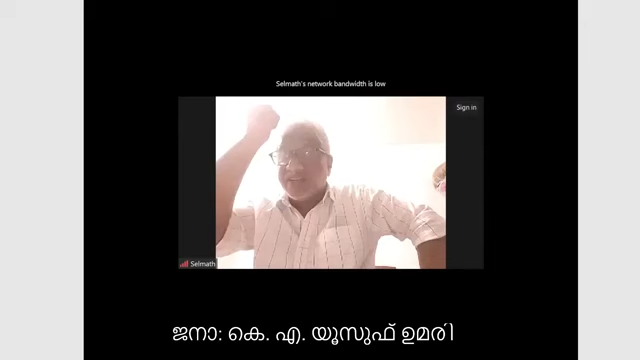 Selmath's network bandwidth is low
Sign in
Selmath
ജനാ: കെ. എ. യൂസുഫ് ഉമരി